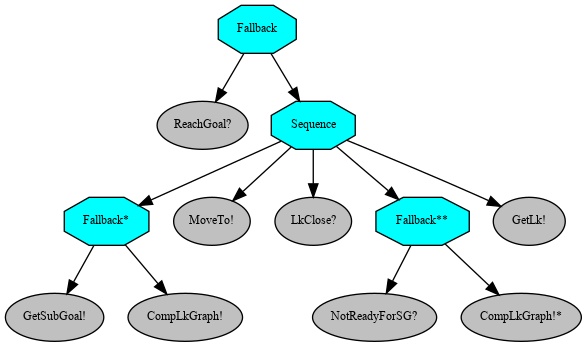 Fallback
ReachGoal?
Sequence
Fallback*
MoveTo!
LkClose?
Fallback**
GetLk!
GetSubGoal!
CompLkGraph!
NotReadyForSG?
CompLkGraph!*